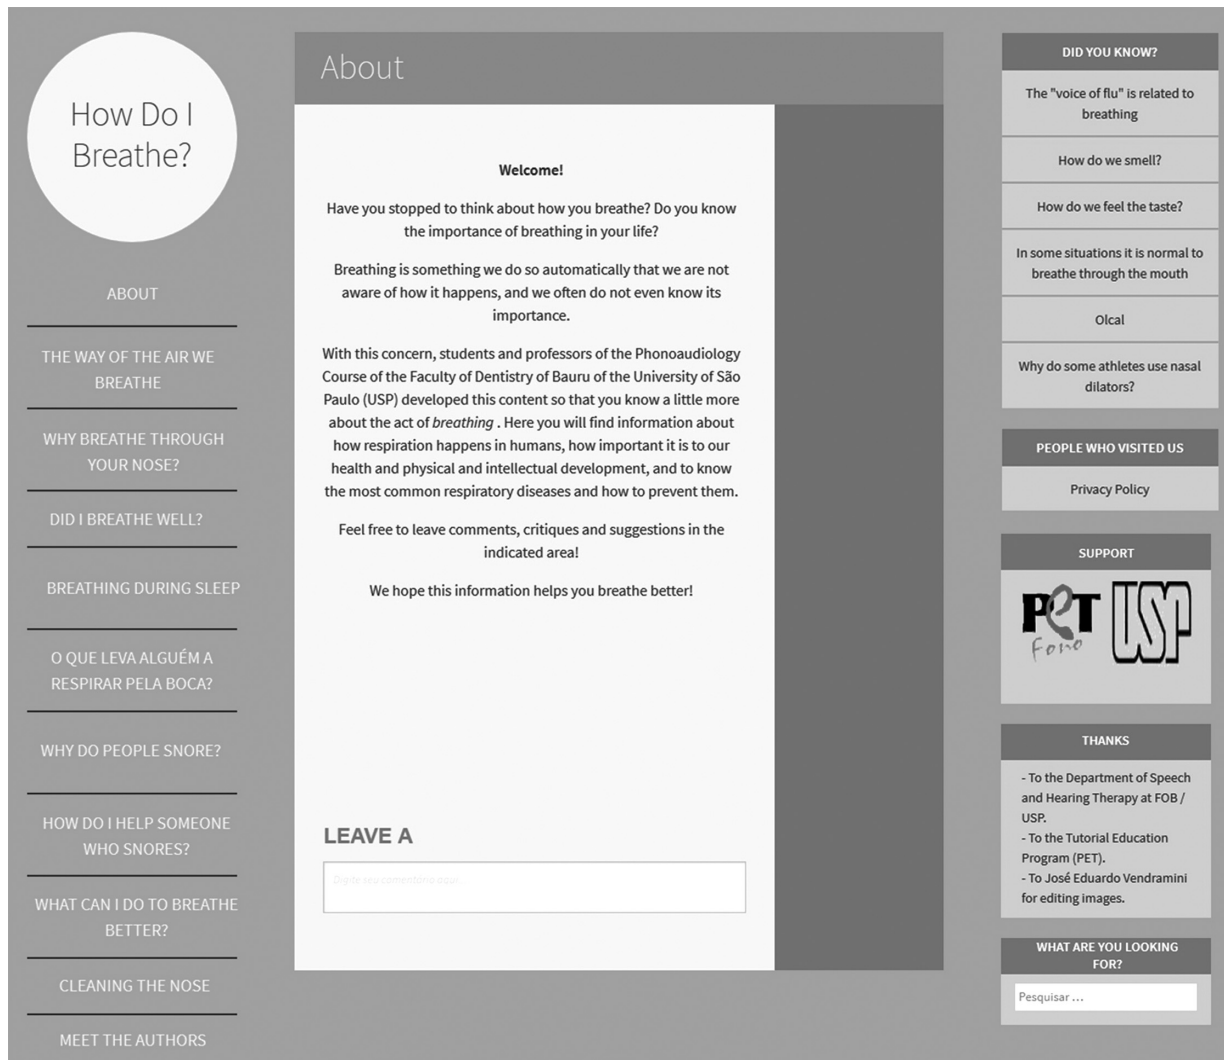 How Do I
Breathe?
ABOUT
THE WAY OF THE AIR WE
BREATHE
WHY BREATHE THROUGH
YOUR NOSE?
DID I BREATHE WELL?
BREATHING DURING SLEEP
O QUE LEVA ALGUÉM A
RESPIRAR PELA BOCA?
WHY DO PEOPLE SNORE?
HOW DO I HELP SOMEONE
WHO SNORES?
WHAT CAN I DO TO BREATHE
BETTER?
CLEANING THE NOSE
MEET THE AUTHORS
About
Welcome!
Have you stopped to think about how you breathe? Do you know
the importance of breathing in your life?
Breathing is something we do so automatically that we are not
aware of how it happens, and we often do not even know its
importance.
With this concern, students and professors of the Phonoaudiology
Course of the Faculty of Dentistry of Bauru of the University of São
Paulo (USP) developed this content so that you know a little more
about the act of breathing . Here you will find information about
how respiration happens in humans, how important it is to our
health and physical and intellectual development, and to know
the most common respiratory diseases and how to prevent them.
Feel free to leave comments, critiques and suggestions in the
indicated area!
We hope this information helps you breathe better!
LEAVE A
Digite seu comentário aqui...
DID YOU KNOW?
The "voice of flu" is related to
breathing
How do we smell?
How do we feel the taste?
In some situations it is normal to
breathe through the mouth
Olcal
Why do some athletes use nasal
dilators?
PEOPLE WHO VISITED US
Privacy Policy
SUPPORT
PET USP
Fono
THANKS
- To the Department of Speech
and Hearing Therapy at FOB /
USP.
- To the Tutorial Education
Program (PET).
- To José Eduardo Vendramini
for editing images.
WHAT ARE YOU LOOKING
FOR?
Pesquisar ...